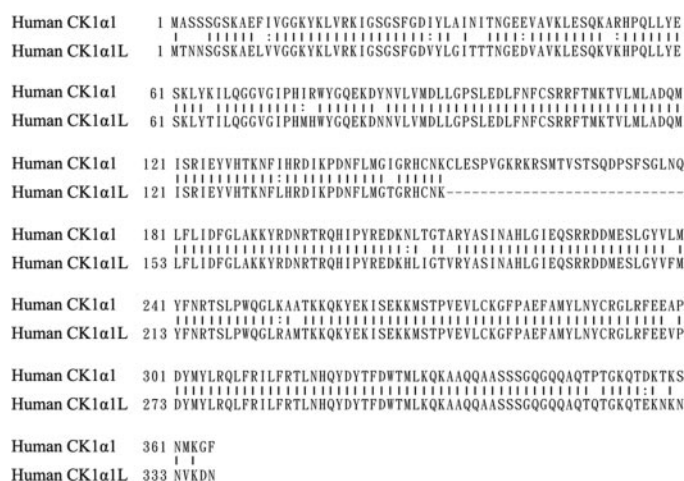 Human CK1α1 1 MASSSGSKAEFIVGGKYKLVRKIGSGSFGDIYLAINITNGEEVAVKLESQKARHPQLLYE
Human CK1α1L 1 MTNNSGSKAELVVGGKYKLVRKIGSGSFGDVYLGITTTNGEDVAVKLESQKVKHPQLLYE
Human CK1α1 61 SKLYKILQGGVGIPHIRWYGQEKDYNVLVMDLLGPSLEDLFNFCSRRFTMKTVLMLADQM
Human CK1α1L 61 SKLYTILQGGVGIPHMHWYGQEKDNNVLVMDLLGPSLEDLFNFCSRRFTMKTVLMLADQM
Human CK1α1 121 ISRIEYVHTKNFIHRDIKPDNFLMGIGRHCNKCLESPVGKRKRSMTVSTSQDPSFSGLNQ
Human CK1α1L 121 ISRIEYVHTKNFLHRDIKPDNFLMGTGRHCNK----------------------------
Human CK1α1 181 LFLIDFGLAKKYRDNRTRQHIPYREDKNLTGTARYASINAHLGIEQSRRDDMESLGYVLM
Human CK1α1L 153 LFLIDFGLAKKYRDNRTRQHIPYREDKHLIGTVRYASINAHLGIEQSRRDDMESLGYVFM
Human CK1α1 241 YFNRTSLPWQGLKAATKKQKYEKISEKKMSTPVEVLCKGFPAEFAMYLNYCRGLRFEEAP
Human CK1α1L 213 YFNRTSLPWQGLRAMTKKQKYEKISEKKMSTPVEVLCKGFPAEFAMYLNYCRGLRFEEVP
Human CK1α1 301 DYMYLRQLFRILFRTLNHQYDYTFDWTMLKQKAAQQAASSSGQGQQAQTPTGKQTDKTKS
Human CK1α1L 273 DYMYLRQLFRILFRTLNHQYDYTFDWTMLKQKAAQQAASSSGQGQQAQTQTGKQTEKNKN
Human CK1α1 361 NMKGF
Human CK1α1L 333 NVKDN